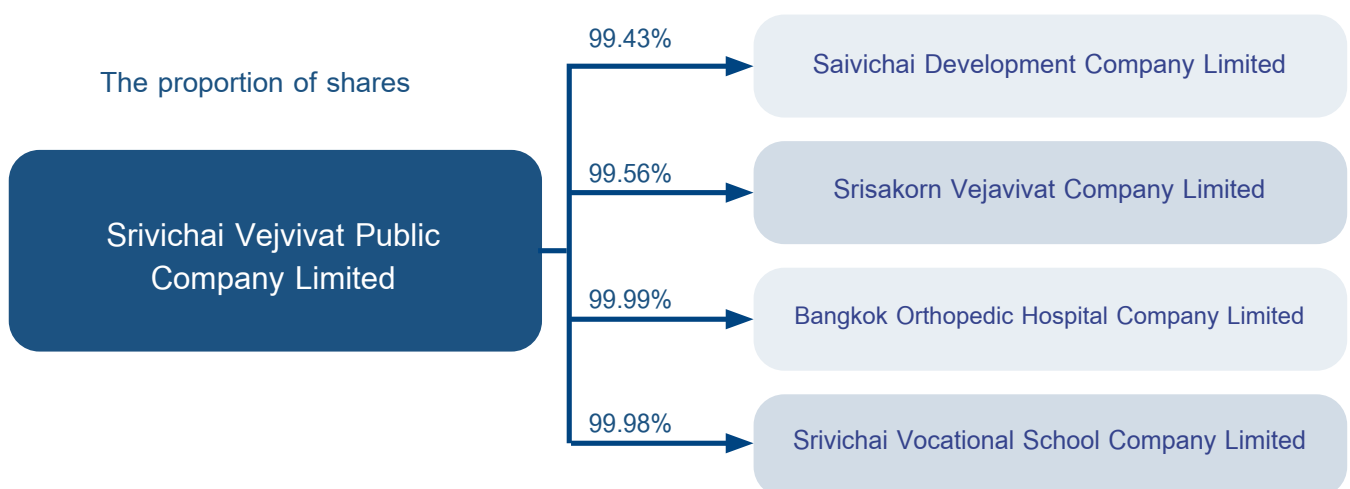 The proportion of shares
Srivichai Vejvivat Public
Company Limited
99.43%
Saivichai Development Company Limited
99.56%
Srisakorn Vejavivat Company Limited
99.99%
Bangkok Orthopedic Hospital Company Limited
99.98%
Srivichai Vocational School Company Limited